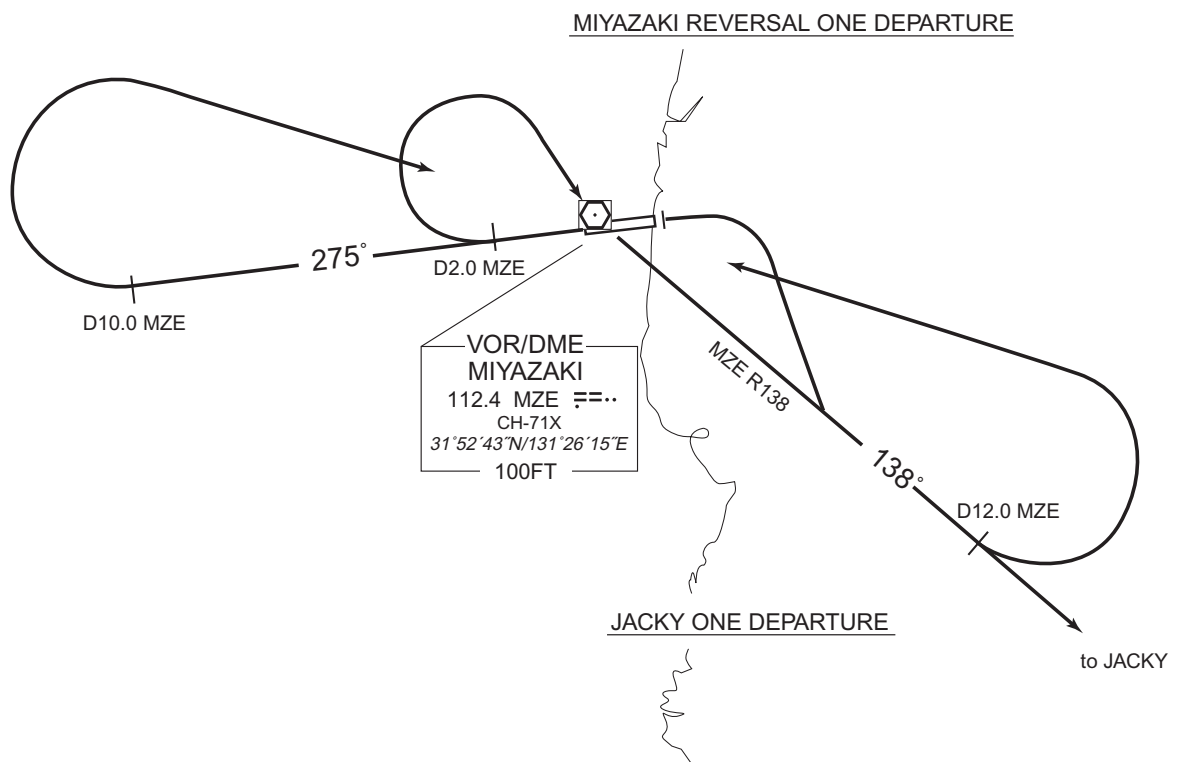 MIYAZAKI REVERSAL ONE DEPARTURE
275°
D2.0 MZE
D10.0 MZE
VOR/DME
MIYAZAKI
112.4 MZE
CH-71X
31°52´43˝N/131°26´15˝E
100FT
MZE R138
138°
D12.0 MZE
JACKY ONE DEPARTURE
to JACKY